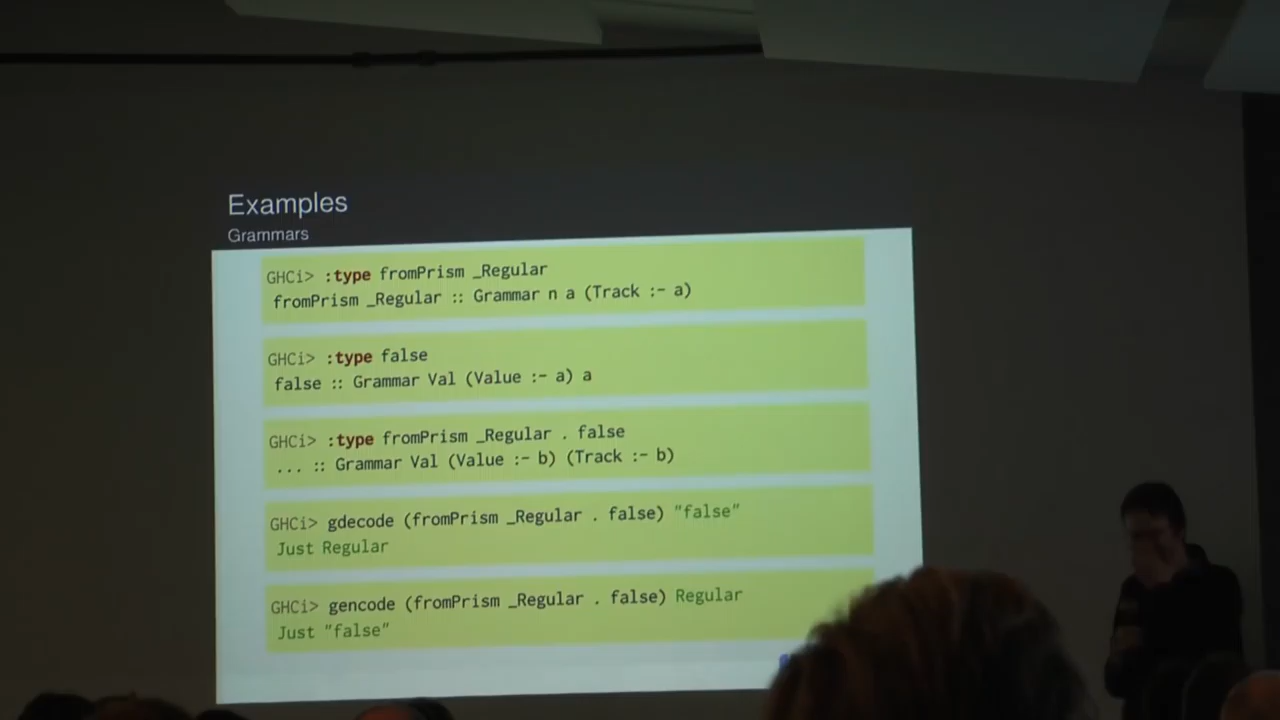 Examples
Grammars
GHCi> :type fromPrism _Regular
fromPrism _Regular :: Grammar n a (Track :- a)
GHCi> :type false
false :: Grammar Val (Value :- a) a
GHCi> :type fromPrism _Regular . false
... :: Grammar Val (Value :- b) (Track :- b)
GHCi> gdecode (fromPrism _Regular . false) "false"
Just Regular
GHCi> gencode (fromPrism _Regular . false) Regular
Just "false"